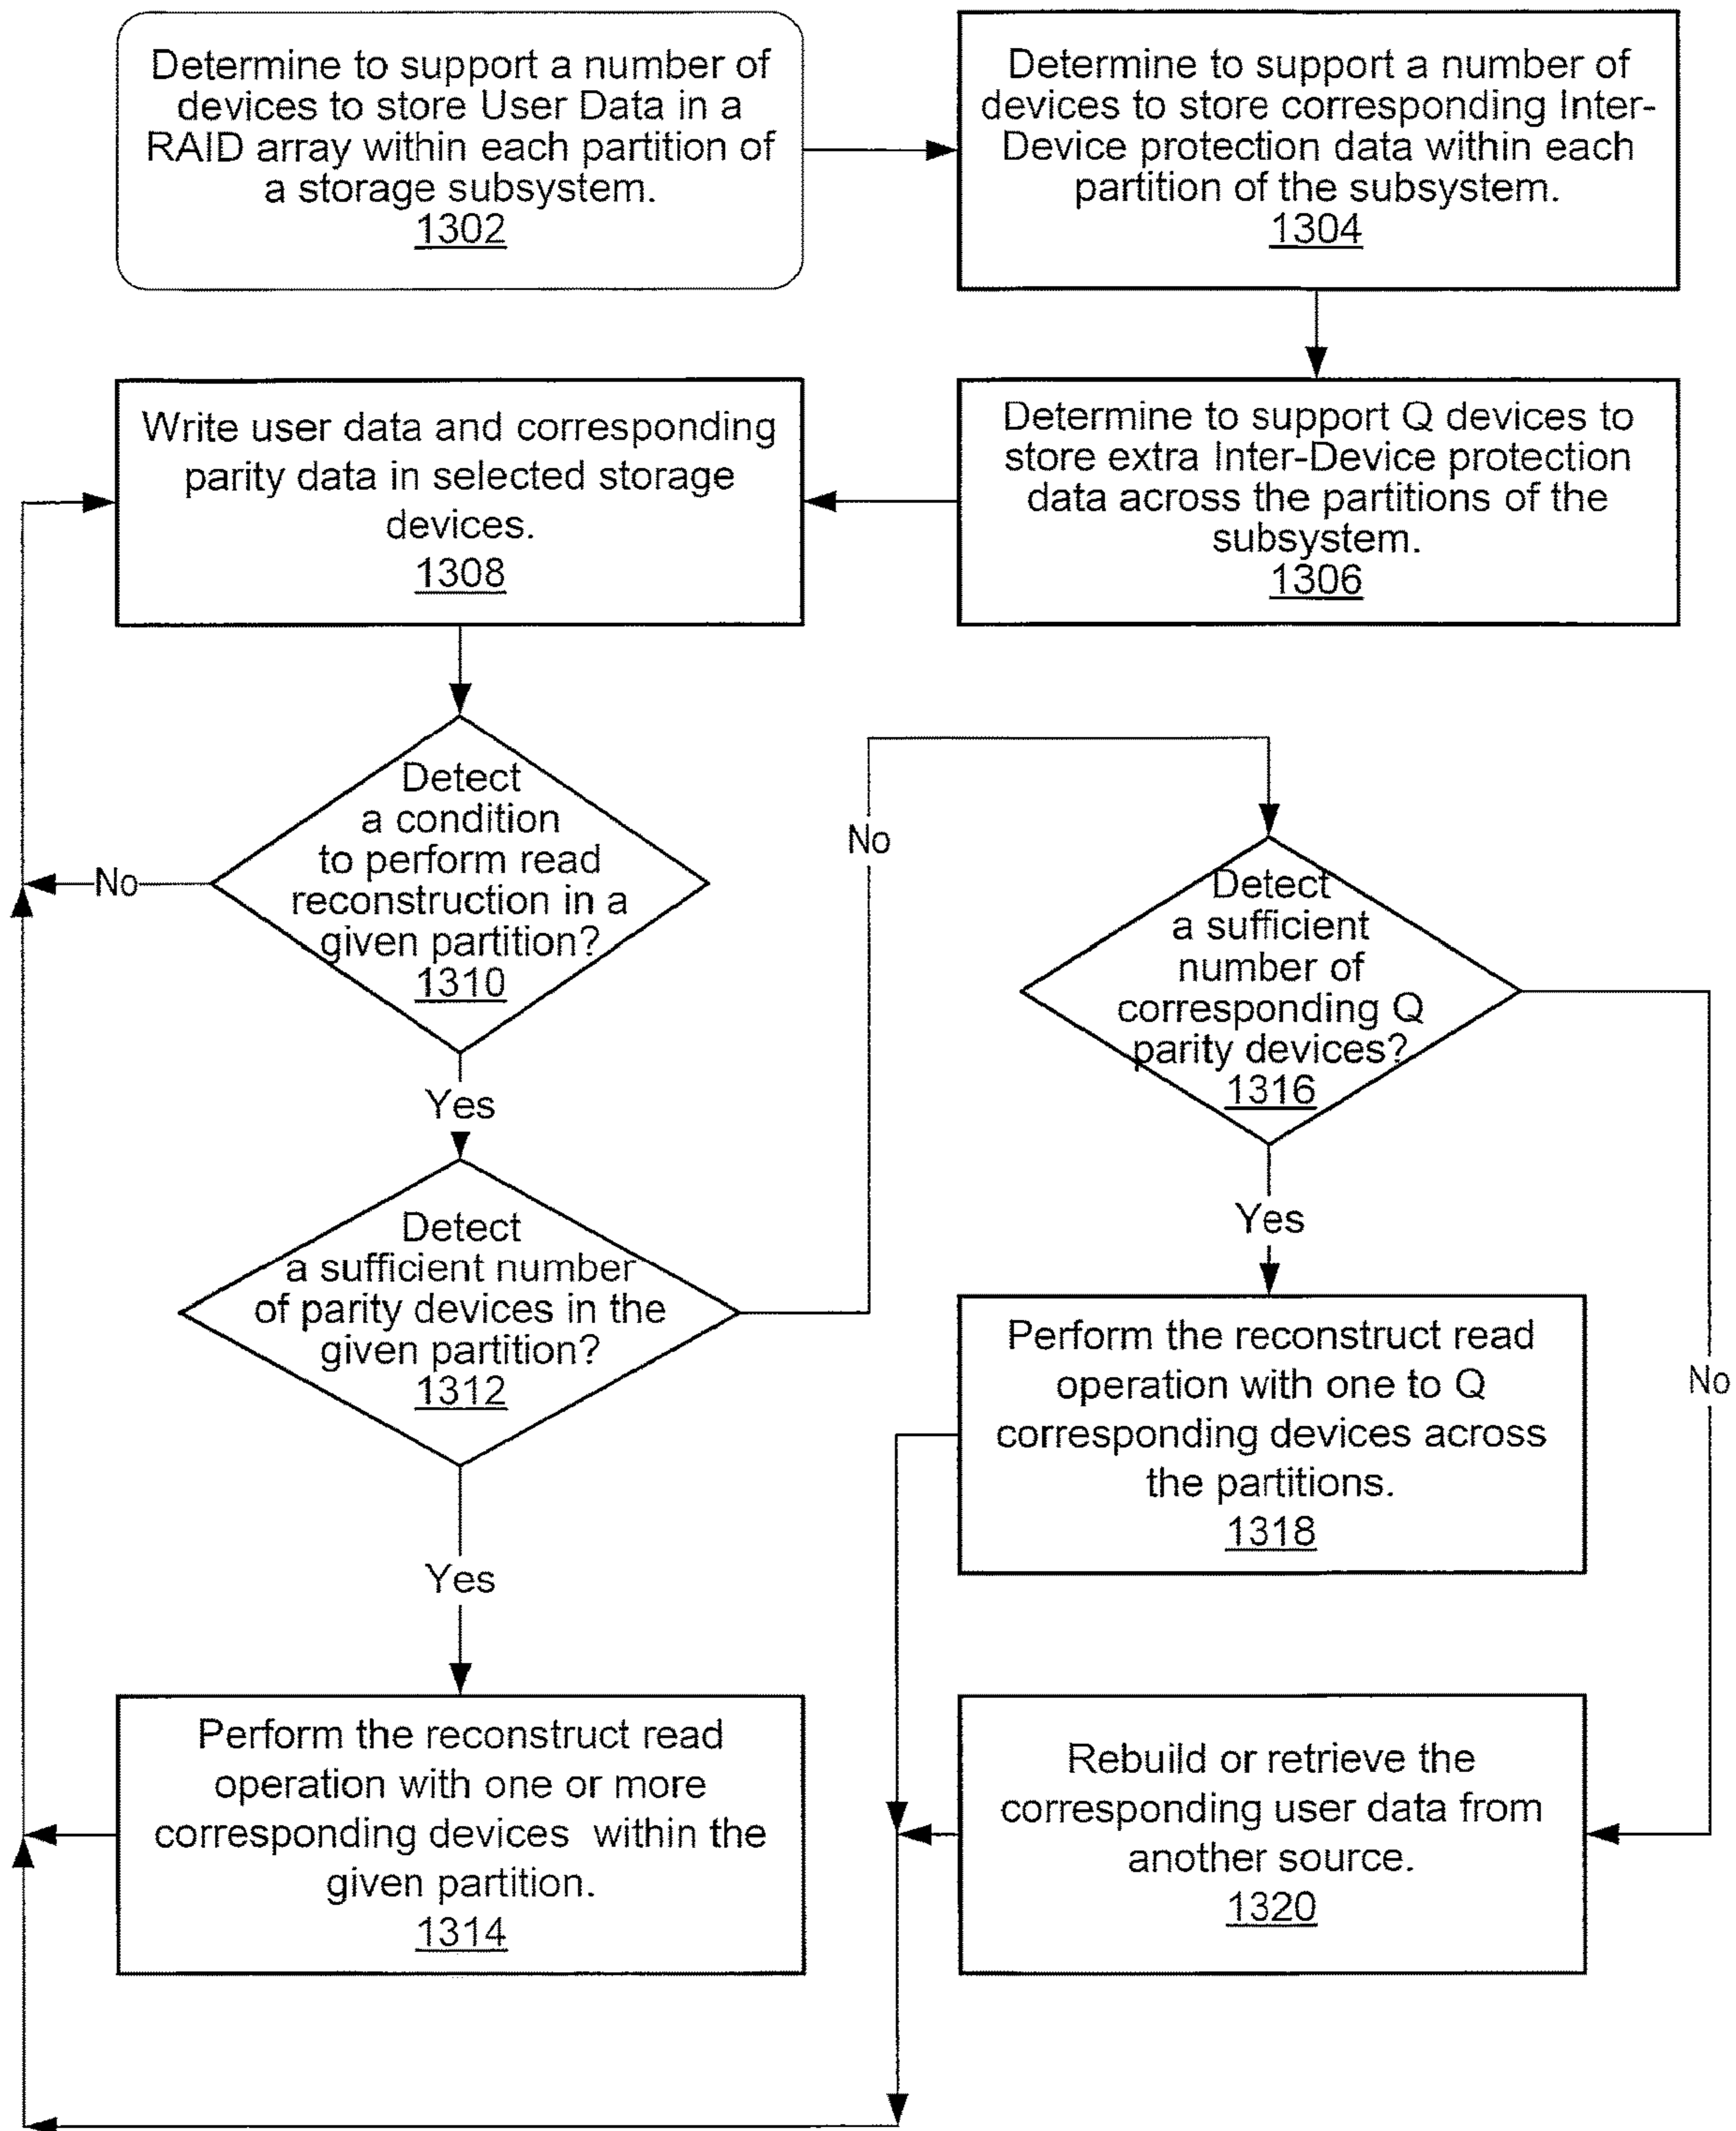 Determine to support a number of
devices to store User Data in a
RAID array within each partition of
a storage subsystem.
1302
Determine to support a number of
devices to store corresponding Inter-
Device protection data within each
partition of the subsystem.
1304
Write user data and corresponding
parity data in selected storage
devices.
1308
Determine to support Q devices to
store extra Inter-Device protection
data across the partitions of the
subsystem.
1306
Detect
a condition
to perform read
reconstruction in a
given partition?
1310
No
Yes
No
Detect
a sufficient
number of
corresponding Q
parity devices?
1316
Yes
No
Detect
a sufficient number
of parity devices in the
given partition?
1312
Yes
Perform the reconstruct read
operation with one to Q
corresponding devices across
the partitions.
1318
Perform the reconstruct read
operation with one or more
corresponding devices within the
given partition.
1314
Rebuild or retrieve the
corresponding user data from
another source.
1320